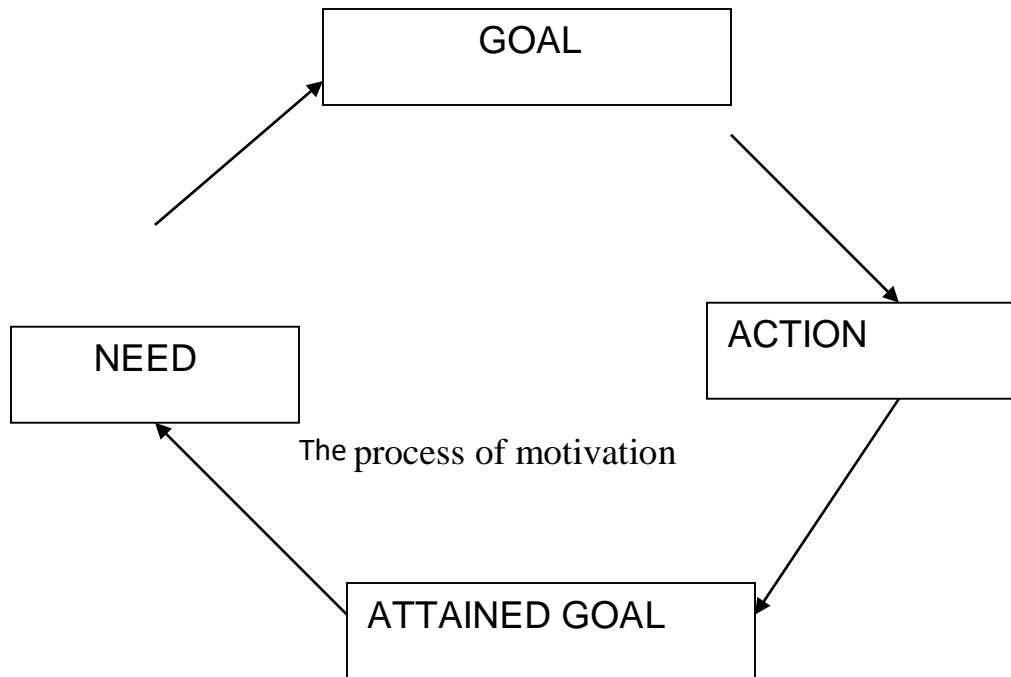 GOAL
ACTION
NEED
The process of motivation
ATTAINED GOAL